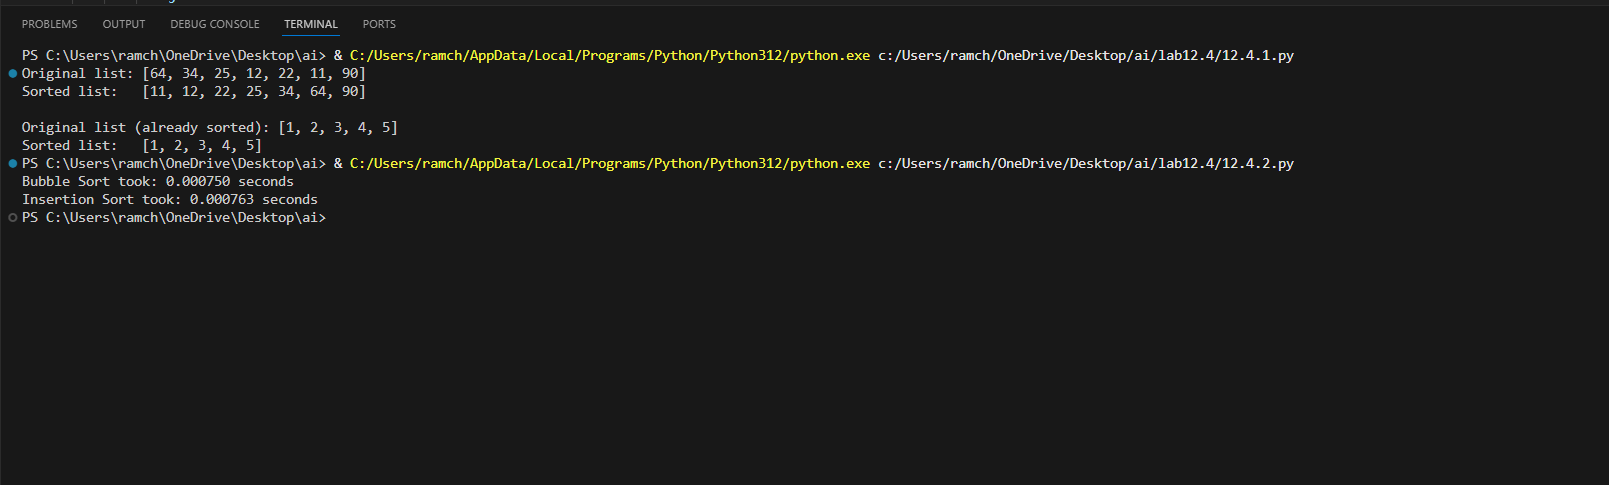 PROBLEMS OUTPUT DEBUG CONSOLE TERMINAL PORTS
PS C:\Users\ramch\OneDrive\Desktop\ai> & C:/Users/ramch/AppData/Local/Programs/Python/Python312/python.exe c:/Users/ramch/OneDrive/Desktop/ai/lab12.4/12.4.1.py
Original list: [64, 34, 25, 12, 22, 11, 90]
Sorted list:   [11, 12, 22, 25, 34, 64, 90]
Original list (already sorted): [1, 2, 3, 4, 5]
Sorted list:   [1, 2, 3, 4, 5]
PS C:\Users\ramch\OneDrive\Desktop\ai> & C:/Users/ramch/AppData/Local/Programs/Python/Python312/python.exe c:/Users/ramch/OneDrive/Desktop/ai/lab12.4/12.4.2.py
Bubble Sort took: 0.000750 seconds
Insertion Sort took: 0.000763 seconds
PS C:\Users\ramch\OneDrive\Desktop\ai>